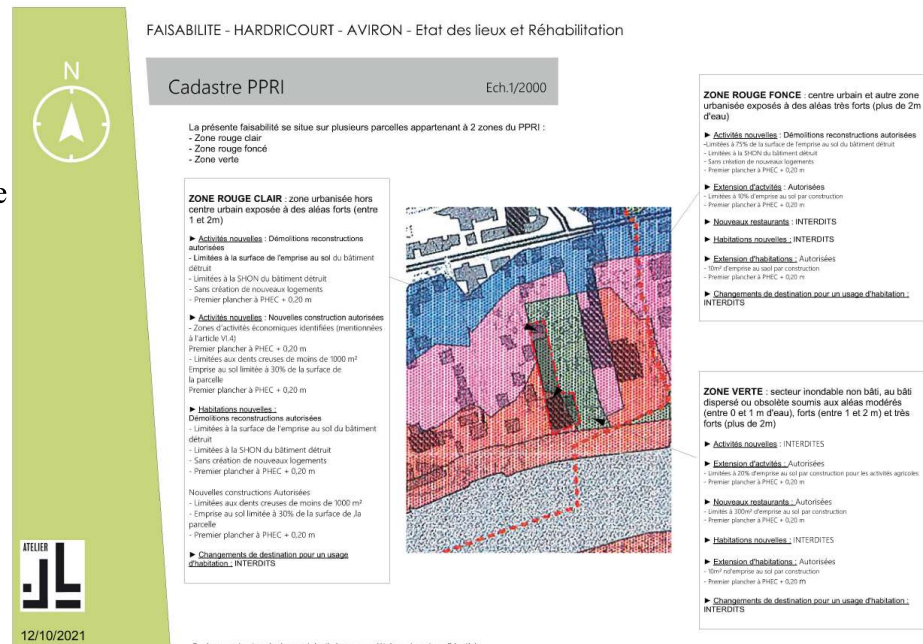 FAISABILITE - HARDRICOURT - AVIRON - Etat des lieux et Réhabilitation
N
Cadastre PPRI
Ech.1/2000
La présente faisabilité se situe sur plusieurs parcelles appartenant à 2 zones du PPRI :
- Zone rouge clair
- Zone rouge foncé
- Zone verte
e
ZONE ROUGE CLAIR : zone urbanisée hors
centre urbain exposée à des aléas forts (entre
1 et 2m)
► Activités nouvelles : Démolitions reconstructions
autorisées
- Limitées à la surface de l'emprise au sol du bâtiment
détruit
- Limitées à la SHON du bâtiment détruit
- Sans création de nouveaux logements
- Premier plancher à PHEC + 0,20 m
► Activités nouvelles : Nouvelles construction autorisées
- Zones d'activités économiques identifiées (mentionnées
à l'article VI.4)
Premier plancher à PHEC + 0,20 m
- Limitées aux dents creuses de moins de 1000 m²
Emprise au sol limitée à 30% de la surface de
la parcelle
Premier plancher à PHEC + 0,20 m
► Habitations nouvelles :
Démolitions reconstructions autorisées
- Limitées à la surface de l'emprise au sol du bâtiment
détruit
- Limitées à la SHON du bâtiment détruit
- Sans création de nouveaux logements
- Premier plancher à PHEC + 0,20 m
Nouvelles constructions Autorisées
- Limitées aux dents creuses de moins de 1000 m²
- Emprise au sol limitée à 30% de la surface de Ja
parcelle
- Premier plancher à PHEC + 0,20 m
► Changements de destination pour un usage
d'habitation : INTERDITS
ZONE ROUGE FONCE : centre urbain et autre zone
urbanisée exposés à des aléas très forts (plus de 2m
d'eau)
► Activités nouvelles : Démolitions reconstructions autorisées
-Limitées à 75% de la surface de l'emprise au sol du bâtiment détruit
- Limitées à la SHON du bâtiment détruit
- Sans création de nouveaux logements
- Premier plancher à PHEC + 0,20 m
► Extension d'actvités : Autorisées
- Limitées à 10% d'emprise au sol par construction
- Premier plancher à PHEC + 0,20 m
► Nouveaux restaurants : INTERDITS
► Habitations nouvelles : INTERDITS
► Extension d'habitations : Autorisées
- 10m² d'emprise au saol par construction
- Premier plancher à PHEC + 0,20 m
► Changements de destination pour un usage d'habitation :
INTERDITS
ZONE VERTE : secteur inondable non bâti, au bâti
dispersé ou obsolète soumis aux aléas modérés
(entre 0 et 1 m d'eau), forts (entre 1 et 2 m) et très
forts (plus de 2m)
► Activités nouvelles : INTERDITES
► Extension d'actvités : Autorisées
- Limitées à 20% d'emprise au sol par construction pour les activités agricoles
- Premier plancher à PHEC + 0,20 m
► Nouveaux restaurants : Autorisées
- Limités à 300m² d'emprise au sol par construction
- Premier plancher à PHEC + 0,20 m
► Habitations nouvelles : INTERDITES
► Extension d'habitations : Autorisées
- 10m² nd'emprise au sol par construction
- Premier plancher à PHEC + 0,20 m
► Changements de destination pour un usage d'habitation :
INTERDITS
ATELIER
JL
12/10/2021